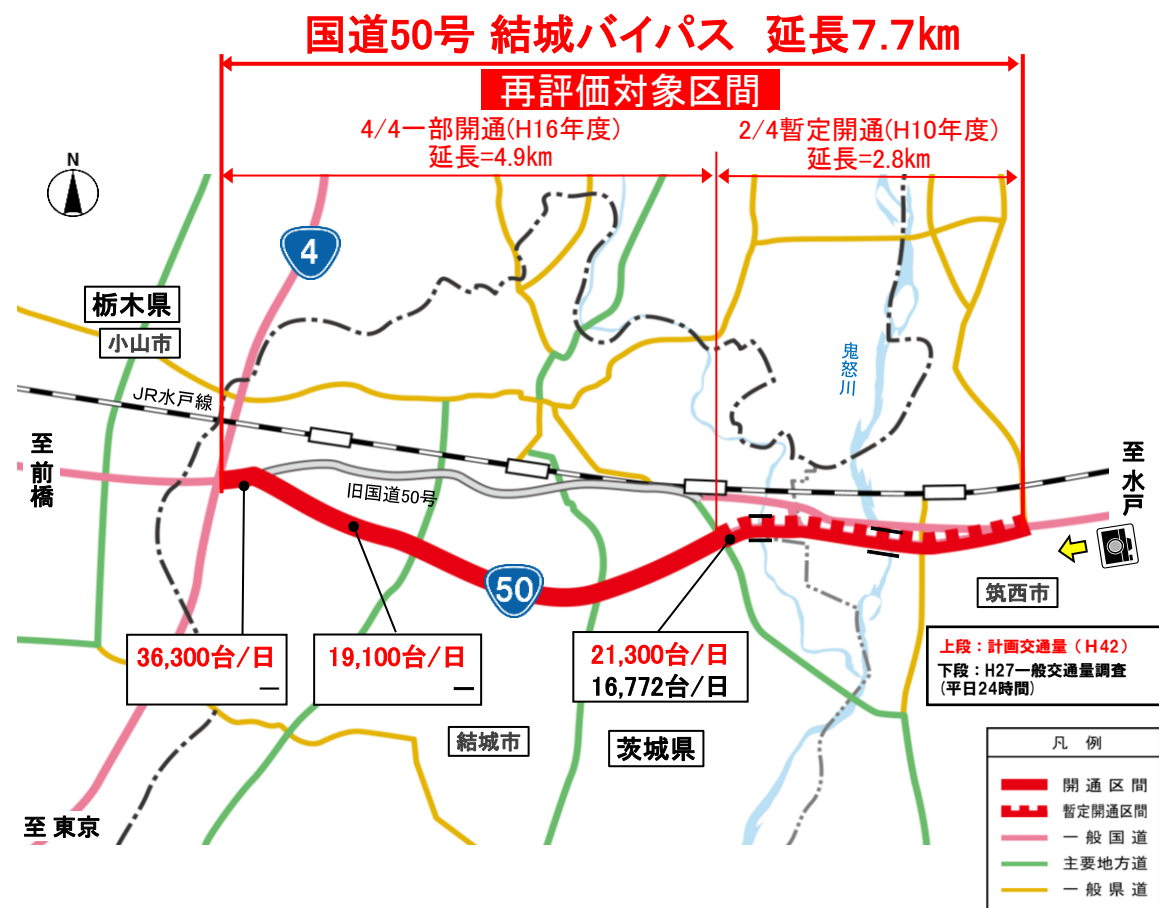 国道50号 結城バイパス 延長7.7km
再評価対象区間
4/4一部開通(H16年度)
延長=4.9km
2/4暫定開通(H10年度)
延長=2.8km
N
4
栃木県
小山市
鬼怒川
JR水戸線
至前橋
至水戸
旧国道50号
50
筑西市
36,300台/日
―
19,100台/日
―
21,300台/日
16,772台/日
上段：計画交通量（H42）
下段：H27一般交通量調査
(平日24時間)
結城市
茨城県
至 東京
凡 例
開通区間
暫定開通区間
一般国道
主要地方道
一般県道